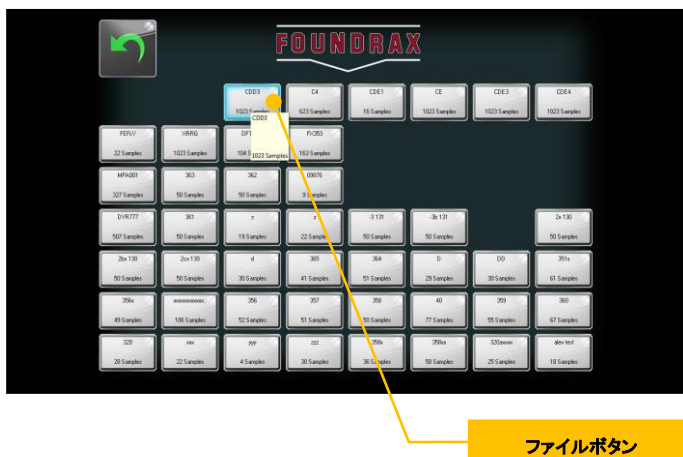 FOUNDRAX
CDD3 C4 CDE1 CE CDE3 CDE4
1023 Samples 623 Samples 16 Samples 1023 Samples 1023 Samples 1023 Samples
CDD3
1023 Samples
XRRG
22 Samples 1023 Samples 163 Samples
MPA001 363 362 09876
327 Samples 50 Samples 50 Samples 9 Samples
DYR777 361 z z -3 131 -3b 131 2x 130
507 Samples 50 Samples 19 Samples 22 Samples 50 Samples 50 Samples 50 Samples
2bx 130 2cx 130 d 365 364 D DD 351a
50 Samples 50 Samples 38 Samples 41 Samples 51 Samples 29 Samples 30 Samples 61 Samples
356 357 358 40 359 360
49 Samples 108 Samples 52 Samples 51 Samples 50 Samples 77 Samples 55 Samples 67 Samples
320 xxx yyy zzz alex test
28 Samples 22 Samples 4 Samples 30 Samples 36 Samples 50 Samples 25 Samples 18 Samples
ファイルボタン